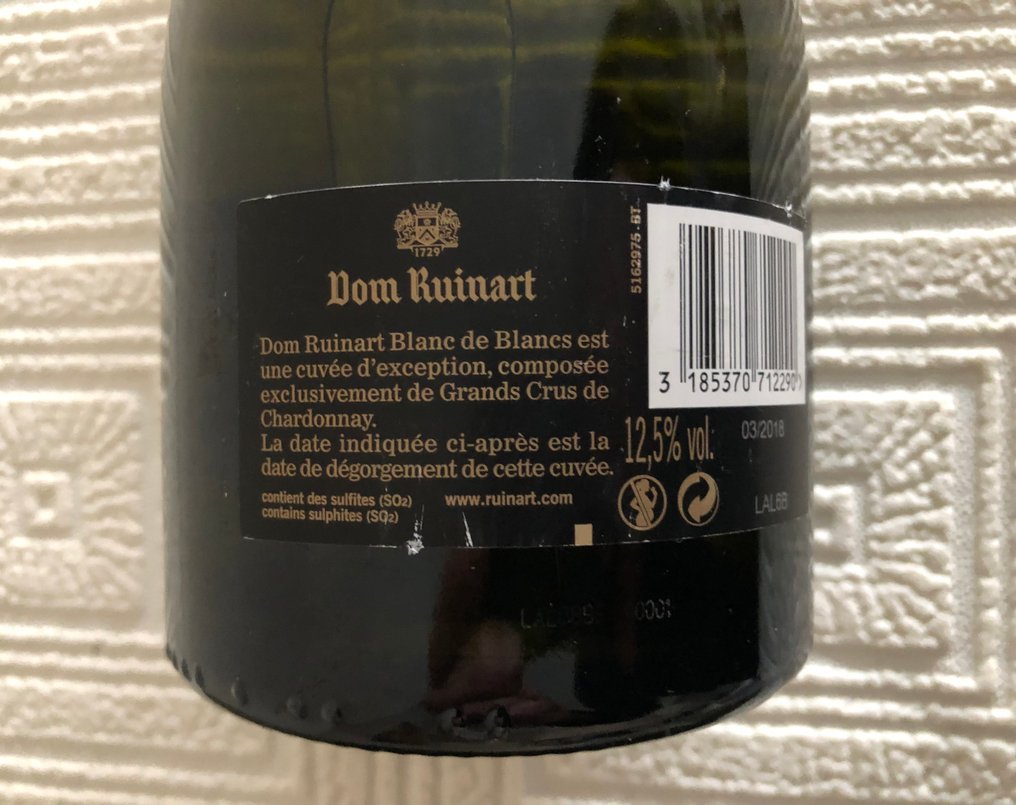 1729
Dom Ruinart
Dom Ruinart Blanc de Blancs est
une cuvée d'exception, composée
exclusivement de Grands Crus de
Chardonnay.
La date indiquée ci-après est la
date de dégorgement de cette cuvée.
contient des sulfites (SO2)
contains sulphites (SO2)
www.ruinart.com
5162975.BT
3 185370 712290>
12,5% vol.
03/2018
LAL6B
0001